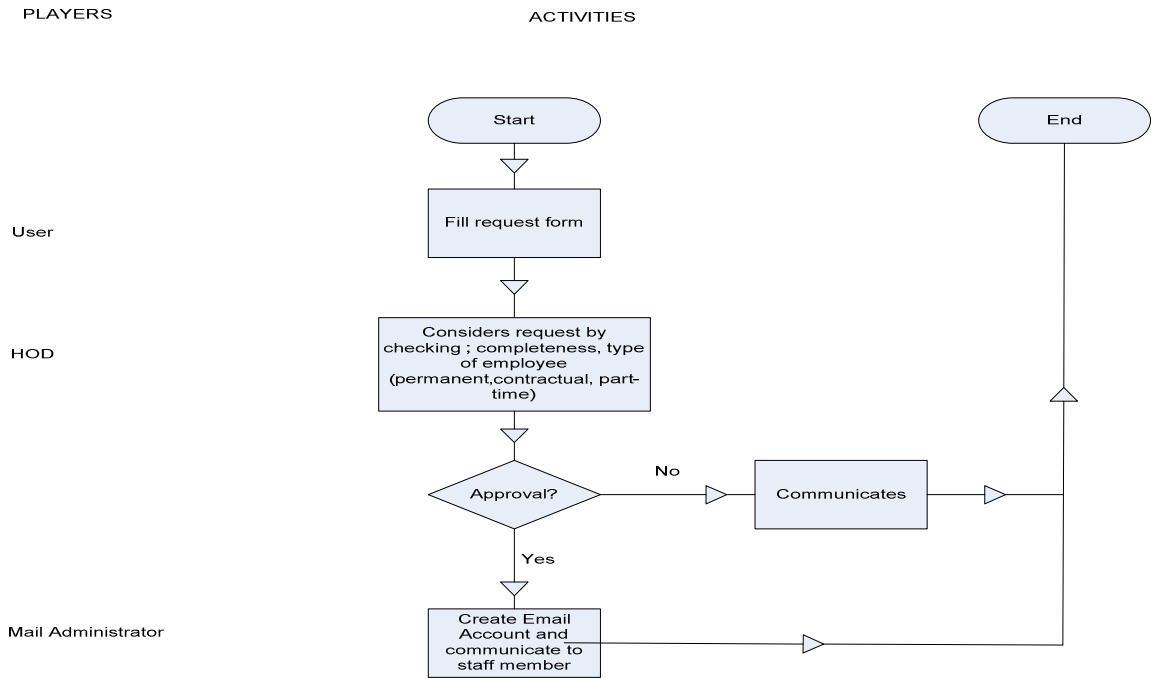 PLAYERS
ACTIVITIES
Start
End
Fill request form
User
Considers request by
checking ; completeness, type
of employee
(permanent,contractual, part-
time)
HOD
No
Approval?
Communicates
Yes
Create Email
Account and
communicate to
staff member
Mail Administrator